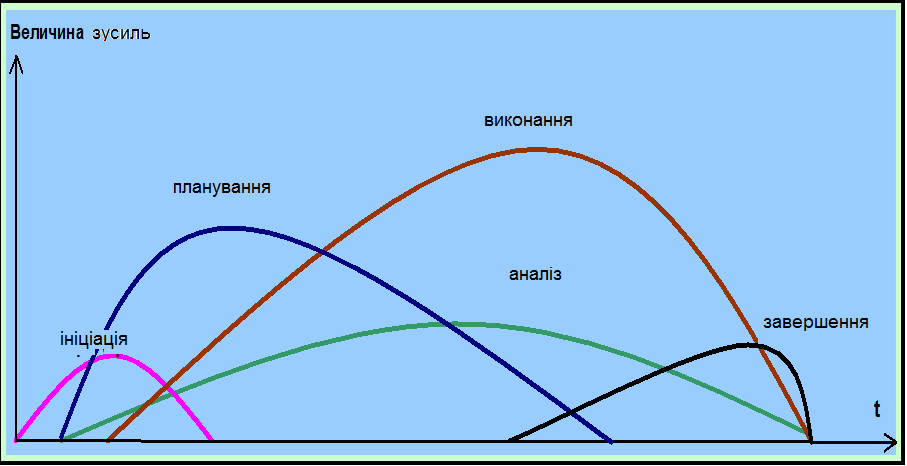 Величина зусиль
виконання
планування
аналіз
завершення
ініціація
t